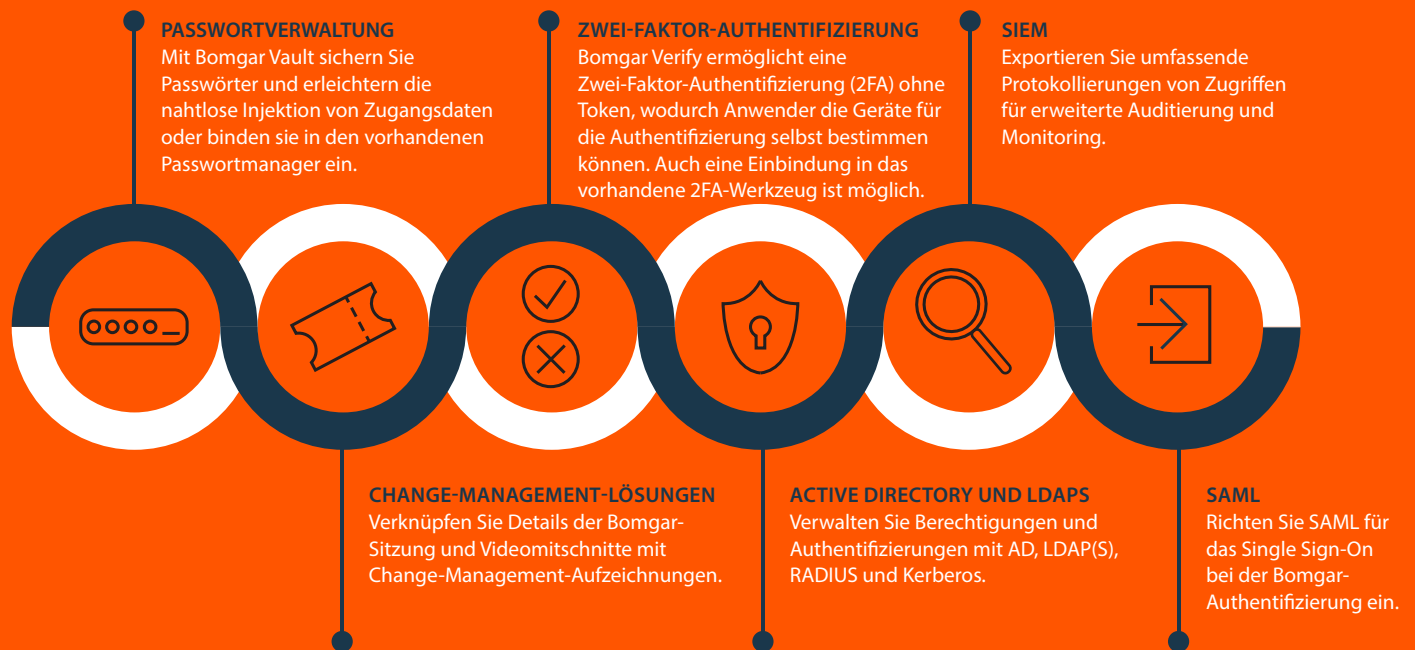 PASSWORTVERWALTUNG
Mit Bomgar Vault sichern Sie
Passwörter und erleichtern die
nahtlose Injektion von Zugangsdaten
oder binden sie in den vorhandenen
Passwortmanager ein.
ZWEI-FAKTOR-AUTHENTIFIZIERUNG
Bomgar Verify ermöglicht eine
Zwei-Faktor-Authentifizierung (2FA) ohne
Token, wodurch Anwender die Geräte für
die Authentifizierung selbst bestimmen
können. Auch eine Einbindung in das
vorhandene 2FA-Werkzeug ist möglich.
SIEM
Exportieren Sie umfassende
Protokollierungen von Zugriffen
für erweiterte Auditierung und
Monitoring.
CHANGE-MANAGEMENT-LÖSUNGEN
Verknüpfen Sie Details der Bomgar-
Sitzung und Videomitschnitte mit
Change-Management-Aufzeichnungen.
ACTIVE DIRECTORY UND LDAPS
Verwalten Sie Berechtigungen und
Authentifizierungen mit AD, LDAP(S),
RADIUS und Kerberos.
SAML
Richten Sie SAML für
das Single Sign-On
bei der Bomgar-
Authentifizierung ein.